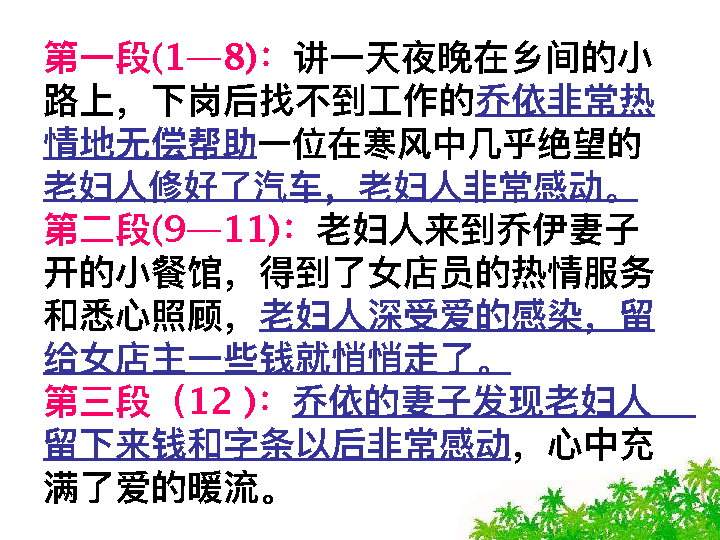 第一段(1—8)：讲一天夜晚在乡间的小
路上，下岗后找不到工作的乔依非常热
情地无偿帮助一位在寒风中几乎绝望的
老妇人修好了汽车，老妇人非常感动。
第二段(9—11)：老妇人来到乔伊妻子
开的小餐馆，得到了女店员的热情服务
和悉心照顾，老妇人深受爱的感染，留
给女店主一些钱就悄悄走了。
第三段（12 )：乔依的妻子发现老妇人
留下来钱和字条以后非常感动，心中充
满了爱的暖流。